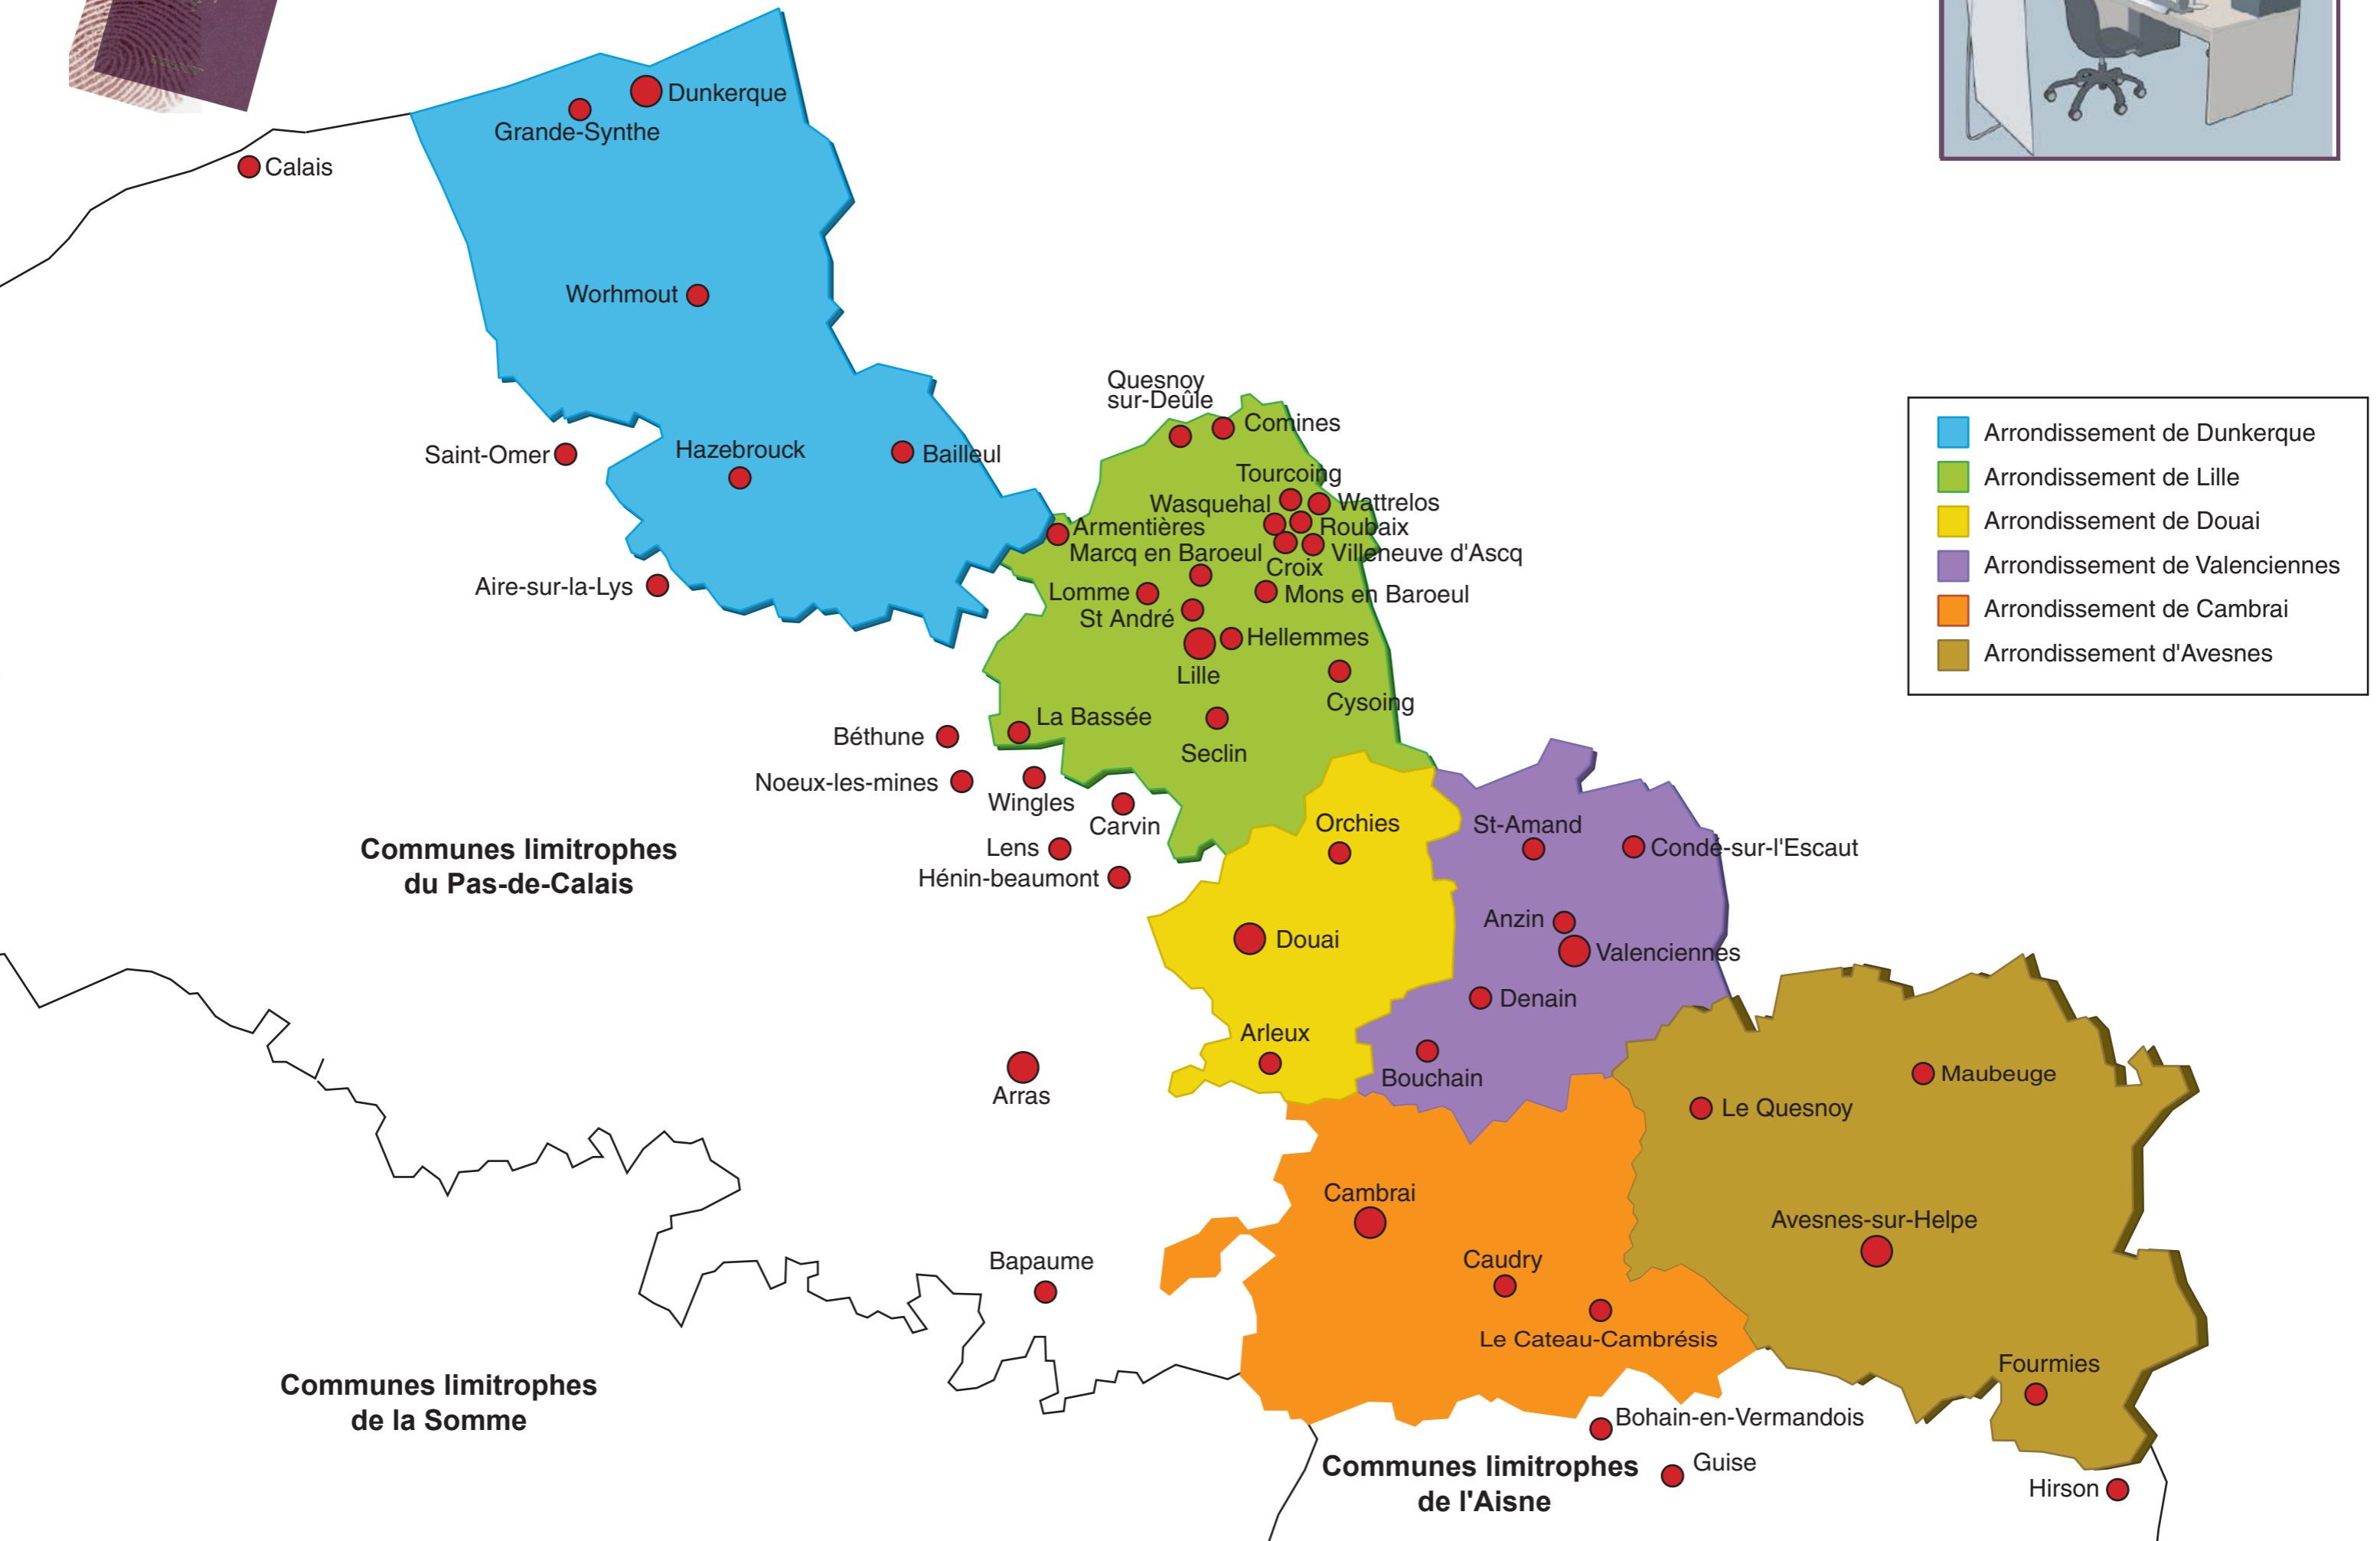 Dunkerque
Grande-Synthe
Calais
Worhmout
Quesnoy
sur-Deûle
Comines
Saint-Omer
Hazebrouck
Bailleul
Tourcoing
Wasquehal
Wattrelos
Armentières
Roubaix
Marcq en Baroeul
Villeneuve d'Ascq
Croix
Aire-sur-la-Lys
Lomme
Mons en Baroeul
St André
Hellemmes
Lille
Cysoing
La Bassée
Béthune
Seclin
Noeux-les-mines
Wingles
Carvin
Orchies
St-Amand
Condé-sur-l'Escaut
Lens
Hénin-beaumont
Communes limitrophes
du Pas-de-Calais
Anzin
Douai
Valenciennes
Denain
Arleux
Bouchain
Arras
Maubeuge
Le Quesnoy
Cambrai
Avesnes-sur-Helpe
Caudry
Bapaume
Le Cateau-Cambrésis
Fourmies
Communes limitrophes
de la Somme
Bohain-en-Vermandois
Communes limitrophes
de l'Aisne
Guise
Hirson
Arrondissement de Dunkerque
Arrondissement de Lille
Arrondissement de Douai
Arrondissement de Valenciennes
Arrondissement de Cambrai
Arrondissement d'Avesnes